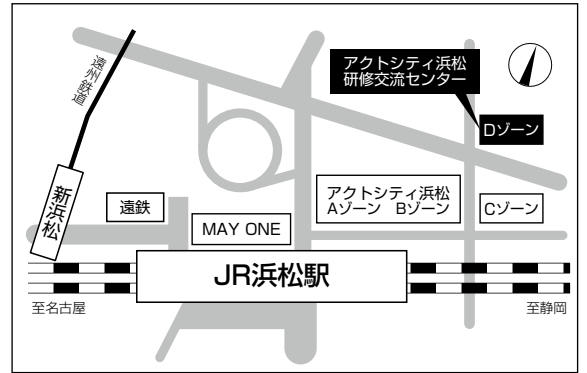 遠州鉄道
アクトシティ浜松
研修交流センター
Dゾーン
新浜松
遠鉄
MAY ONE
アクトシティ浜松
Aゾーン Bゾーン
Cゾーン
JR浜松駅
至名古屋
至静岡